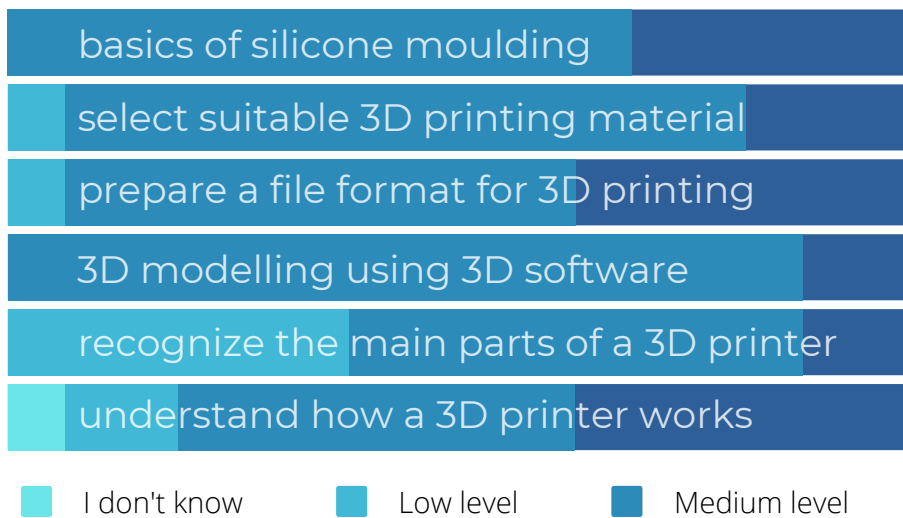 basics of silicone moulding
select suitable 3D printing material
prepare a file format for 3D printing
3D modelling using 3D software
recognize the main parts of a 3D printer
understand how a 3D printer works
I don't know Low level Medium level